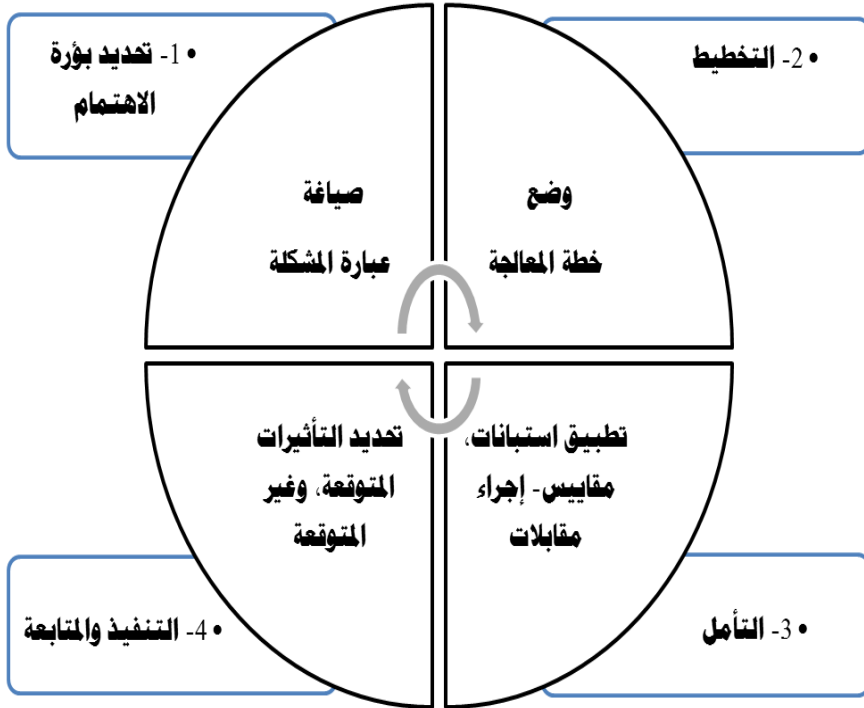 • 1- تحديد بؤرة
الاهتمام
صياغة
عبارة المشكلة
• 2- التخطيط
وضع
خطة المعالجة
تطبيق استبانات،
مقاييس- إجراء
مقابلات
• 3- التأمل
تحديد التأثيرات
المتوقعة، وغير
المتوقعة
• 4- التنفيذ والمتابعة